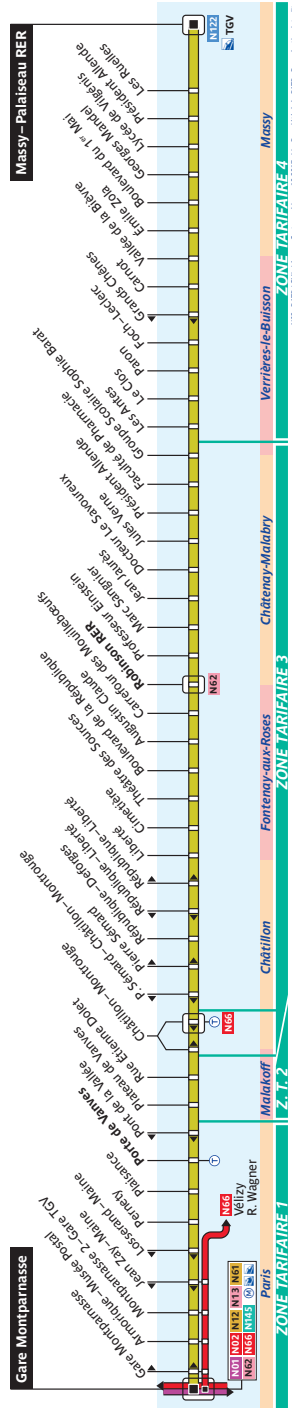 Gare Montparnasse
Massy–Palaiseau RER
Gare Montparnasse
Armorique–Musée Postal
Montparnasse 2–Gare TGV
Jean Zay–Maine
Losserand–Maine
Pernety
Plaisance
Porte de Vanves
Pont de la Vallée
Plateau de Vanves
Rue Étienne Dolet
Châtillon–Montrouge
P. Sémard–Châtillon–Montrouge
Pierre Sémard
République–Deforges
République–Liberté
République–Liberté
Liberté
Cimetière
Théâtre des Sources
Boulevard de la République
Augustin Claude
Carrefour des Mouilleboeufs
Robinson RER
Professeur Einstein
Marc Sangnier
Jean Jaurès
Docteur Le Savoureux
Jules Verne
Président Allende
Faculté de Pharmacie
Groupe Scolaire Sophie Barat
Les Antes
Le Clos
Paron
Foch–Leclerc
Grands Chênes
Carnot
Vallée de la Bièvre
Émile Zola
Boulevard du 1er Mai
Georges Mandel
Lycée de Vilgénis
Président Allende
Les Ruelles
N122
TGV
T
T
N66
N62
N66
Vélizy
R. Wagner
N01 N02 N12 N13 N61
N62 N66 N145 M
Paris
Malakoff
Châtillon
Fontenay-aux-Roses
Châtenay-Malabry
Verrières-le-Buisson
Massy
ZONE TARIFAIRE 1
Z. T. 2
ZONE TARIFAIRE 3
ZONE TARIFAIRE 4